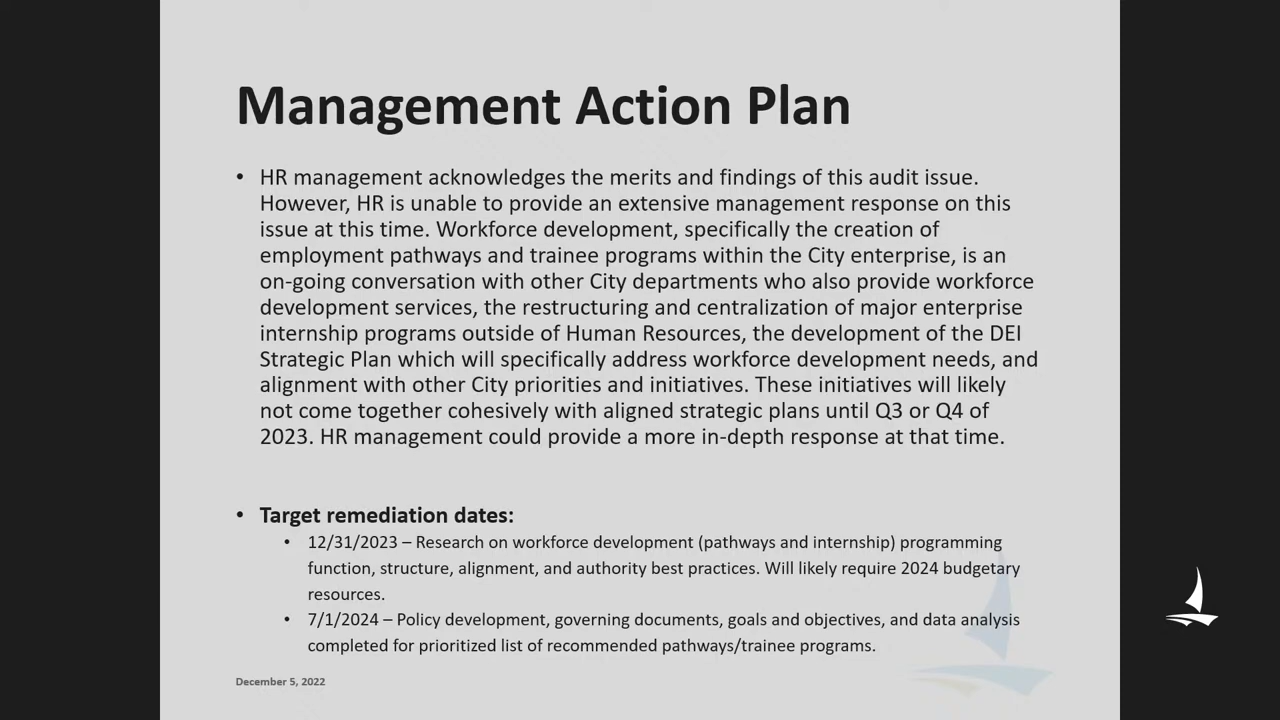 Management Action Plan
• HR management acknowledges the merits and findings of this audit issue.
However, HR is unable to provide an extensive management response on this
issue at this time. Workforce development, specifically the creation of
employment pathways and trainee programs within the City enterprise, is an
on-going conversation with other City departments who also provide workforce
development services, the restructuring and centralization of major enterprise
internship programs outside of Human Resources, the development of the DEI
Strategic Plan which will specifically address workforce development needs, and
alignment with other City priorities and initiatives. These initiatives will likely
not come together cohesively with aligned strategic plans until Q3 or Q4 of
2023. HR management could provide a more in-depth response at that time.
• Target remediation dates:
• 12/31/2023 – Research on workforce development (pathways and internship) programming
function, structure, alignment, and authority best practices. Will likely require 2024 budgetary
resources.
• 7/1/2024 – Policy development, governing documents, goals and objectives, and data analysis
completed for prioritized list of recommended pathways/trainee programs.
December 5, 2022